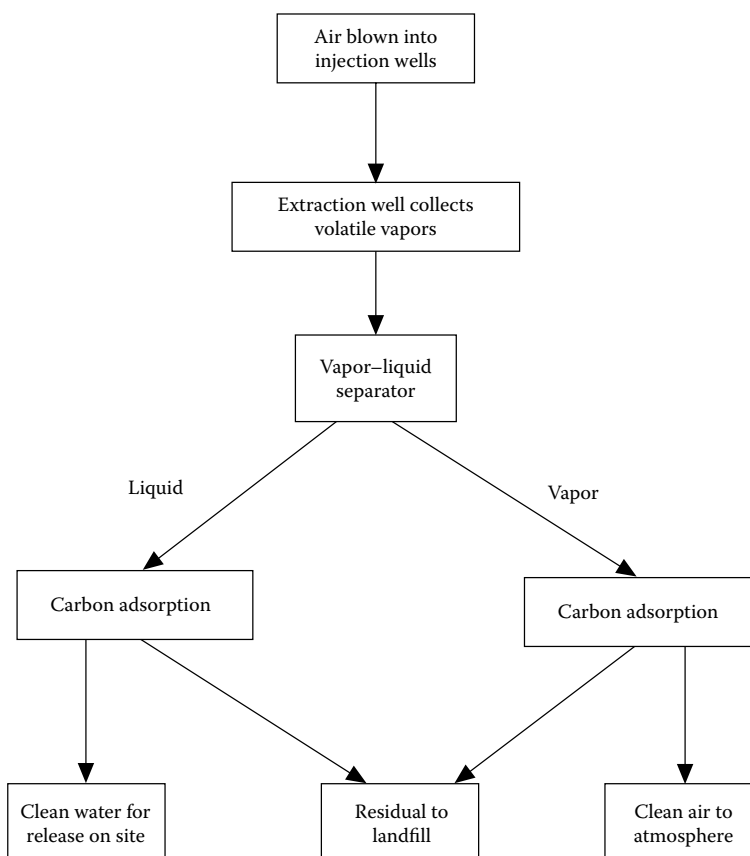 Air blown into
injection wells
Extraction well collects
volatile vapors
Vapor–liquid
separator
Liquid
Vapor
Carbon adsorption
Carbon adsorption
Clean water for
release on site
Residual to
landfill
Clean air to
atmosphere